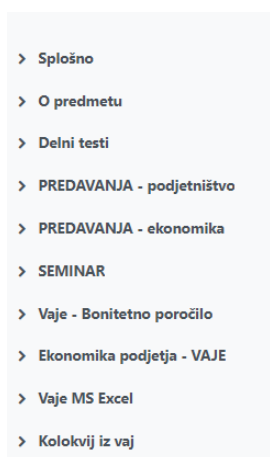 Splošno
O predmetu
Delni testi
PREDAVANJA - podjetništvo
PREDAVANJA - ekonomika
SEMINAR
Vaje - Bonitetno poročilo
Ekonomika podjetja - VAJE
Vaje MS Excel
Kolokvij iz vaj